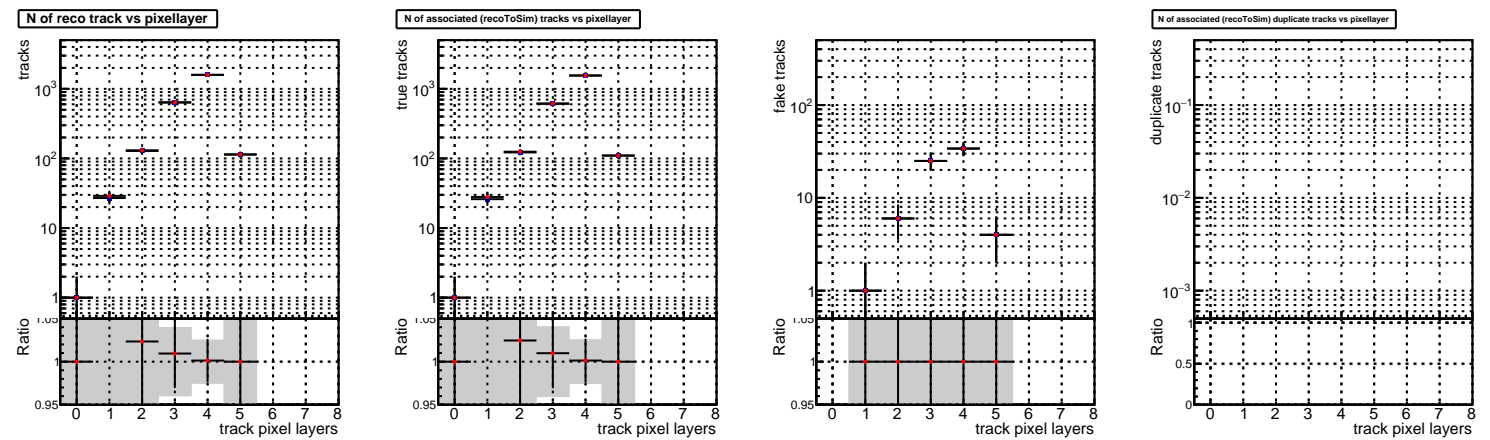 N of reco track vs pixellayer
tracks
10³
10²
10
1
Ratio
1.05
1
0.95
0 1 2 3 4 5 6 7 8
track pixel layers
N of associated (recoToSim) tracks vs pixellayer
true tracks
10³
10²
10
1
Ratio
1.05
1
0.95
0 1 2 3 4 5 6 7 8
track pixel layers
fake tracks
10²
10
1
Ratio
1.05
1
0.95
0 1 2 3 4 5 6 7 8
track pixel layers
N of associated (recoToSim) duplicate tracks vs pixellayer
duplicate tracks
10⁻¹
10⁻²
10⁻³
Ratio
1
0.5
0
0 1 2 3 4 5 6 7 8
track pixel layers